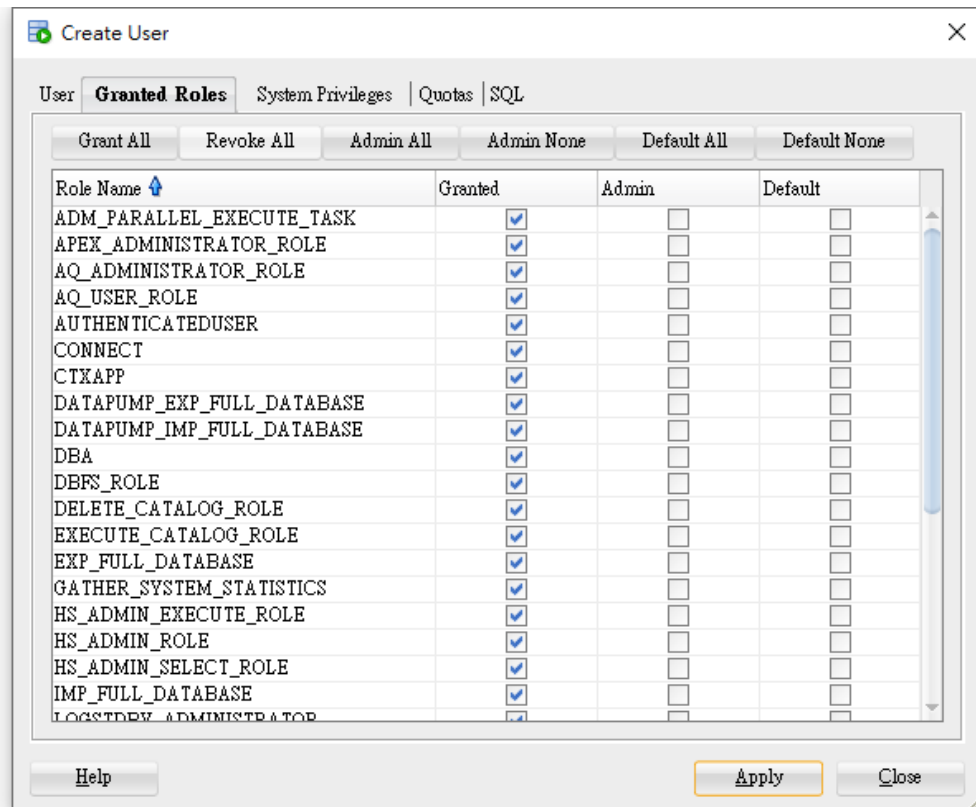 Create User
User Granted Roles System Privileges Quotas SQL
Grant All Revoke All Admin All Admin None Default All Default None
Role Name Granted Admin Default
ADM_PARALLEL_EXECUTE_TASK
APEX_ADMINISTRATOR_ROLE
AQ_ADMINISTRATOR_ROLE
AQ_USER_ROLE
AUTHENTICATEDUSER
CONNECT
CTXAPP
DATAPUMP_EXP_FULL_DATABASE
DATAPUMP_IMP_FULL_DATABASE
DBA
DBFS_ROLE
DELETE_CATALOG_ROLE
EXECUTE_CATALOG_ROLE
EXP_FULL_DATABASE
GATHER_SYSTEM_STATISTICS
HS_ADMIN_EXECUTE_ROLE
HS_ADMIN_ROLE
HS_ADMIN_SELECT_ROLE
IMP_FULL_DATABASE
LOGSTDBY_ADMINISTRATOR
Help Apply Close